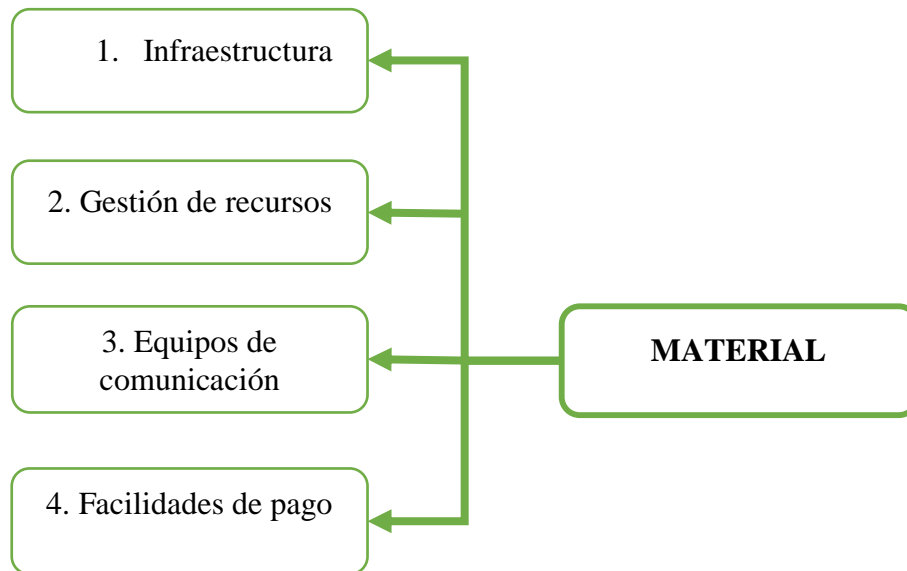 1. Infraestructura
2. Gestión de recursos
3. Equipos de
comunicación
MATERIAL
4. Facilidades de pago